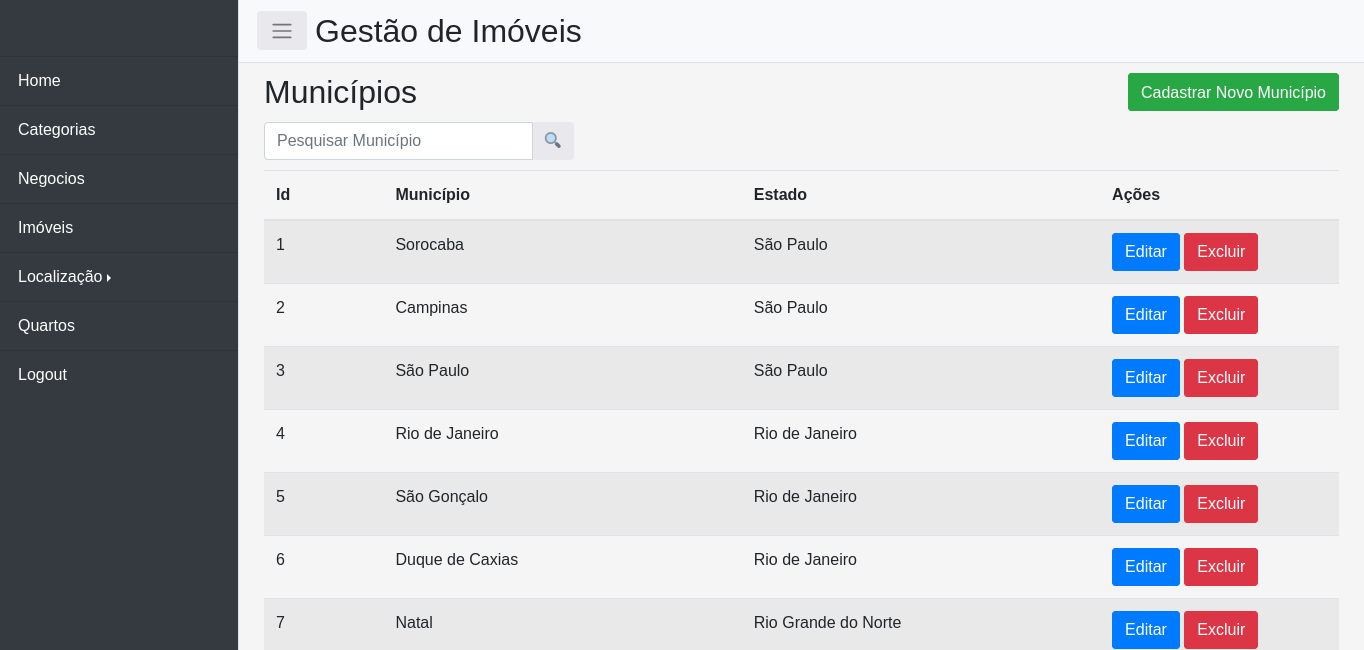 Gestão de Imóveis
Home
Categorias
Negocios
Imóveis
Localização
Quartos
Logout
Municípios
Cadastrar Novo Município
Pesquisar Município
Id Município Estado Ações
1 Sorocaba São Paulo Editar Excluir
2 Campinas São Paulo Editar Excluir
3 São Paulo São Paulo Editar Excluir
4 Rio de Janeiro Rio de Janeiro Editar Excluir
5 São Gonçalo Rio de Janeiro Editar Excluir
6 Duque de Caxias Rio de Janeiro Editar Excluir
7 Natal Rio Grande do Norte Editar Excluir